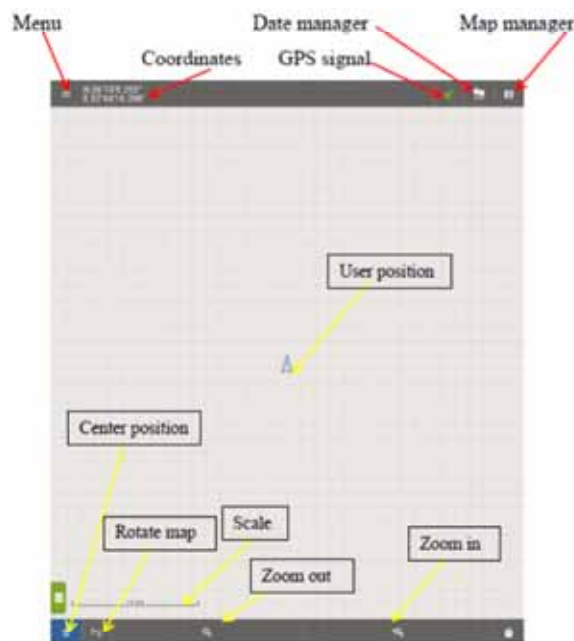 Menu
Date manager
Map manager
Coordinates
GPS signal
User position
Center position
Rotate map
Scale
Zoom in
Zoom out